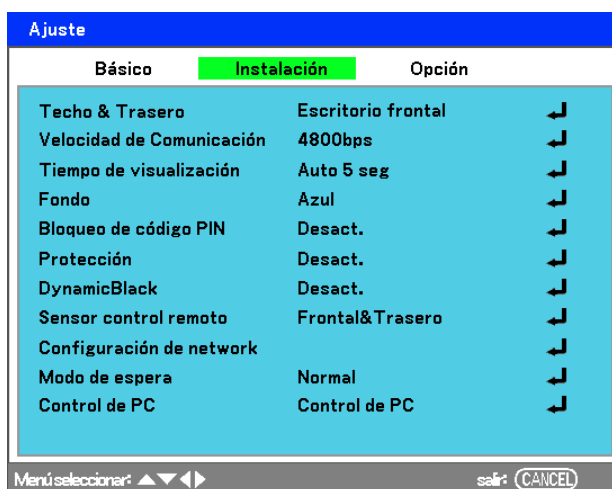 Ajuste
Básico Instalación Opción
Techo & Trasero Escritorio frontal
Velocidad de Comunicación 4800bps
Tiempo de visualización Auto 5 seg
Fondo Azul
Bloqueo de código PIN Desact.
Protección Desact.
DynamicBlack Desact.
Sensor control remoto Frontal&Trasero
Configuración de network
Modo de espera Normal
Control de PC Control de PC
Menú seleccionar: ▲▼◀▶ salir: CANCEL